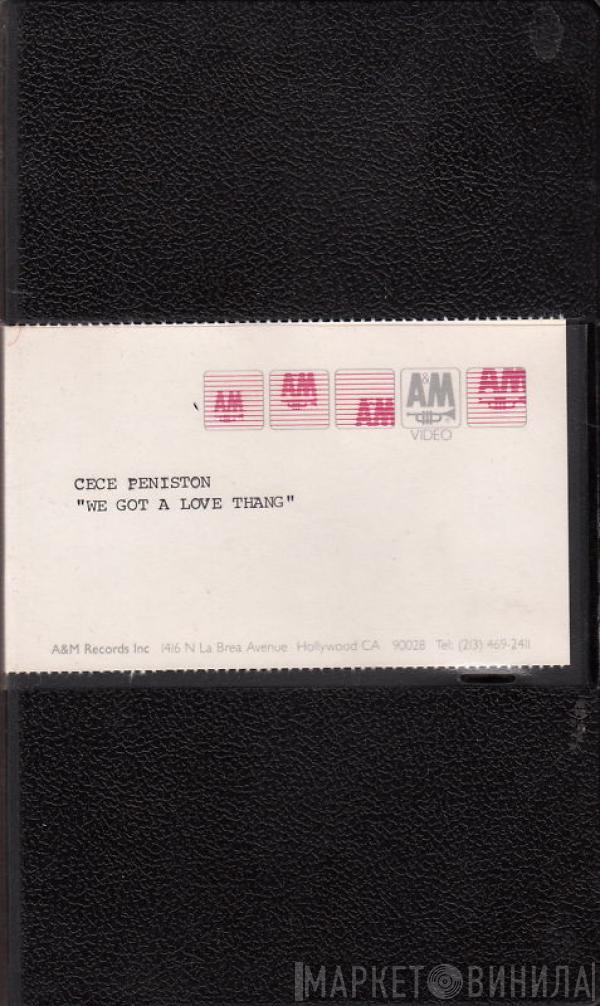 A&M A&M A&M A&M A&M
VIDEO
CECE PENISTON
"WE GOT A LOVE THANG"
A&M Records Inc 1416 N La Brea Avenue Hollywood CA 90028 Tel: (213) 469-2411
МАРКЕТ ВИНИЛА